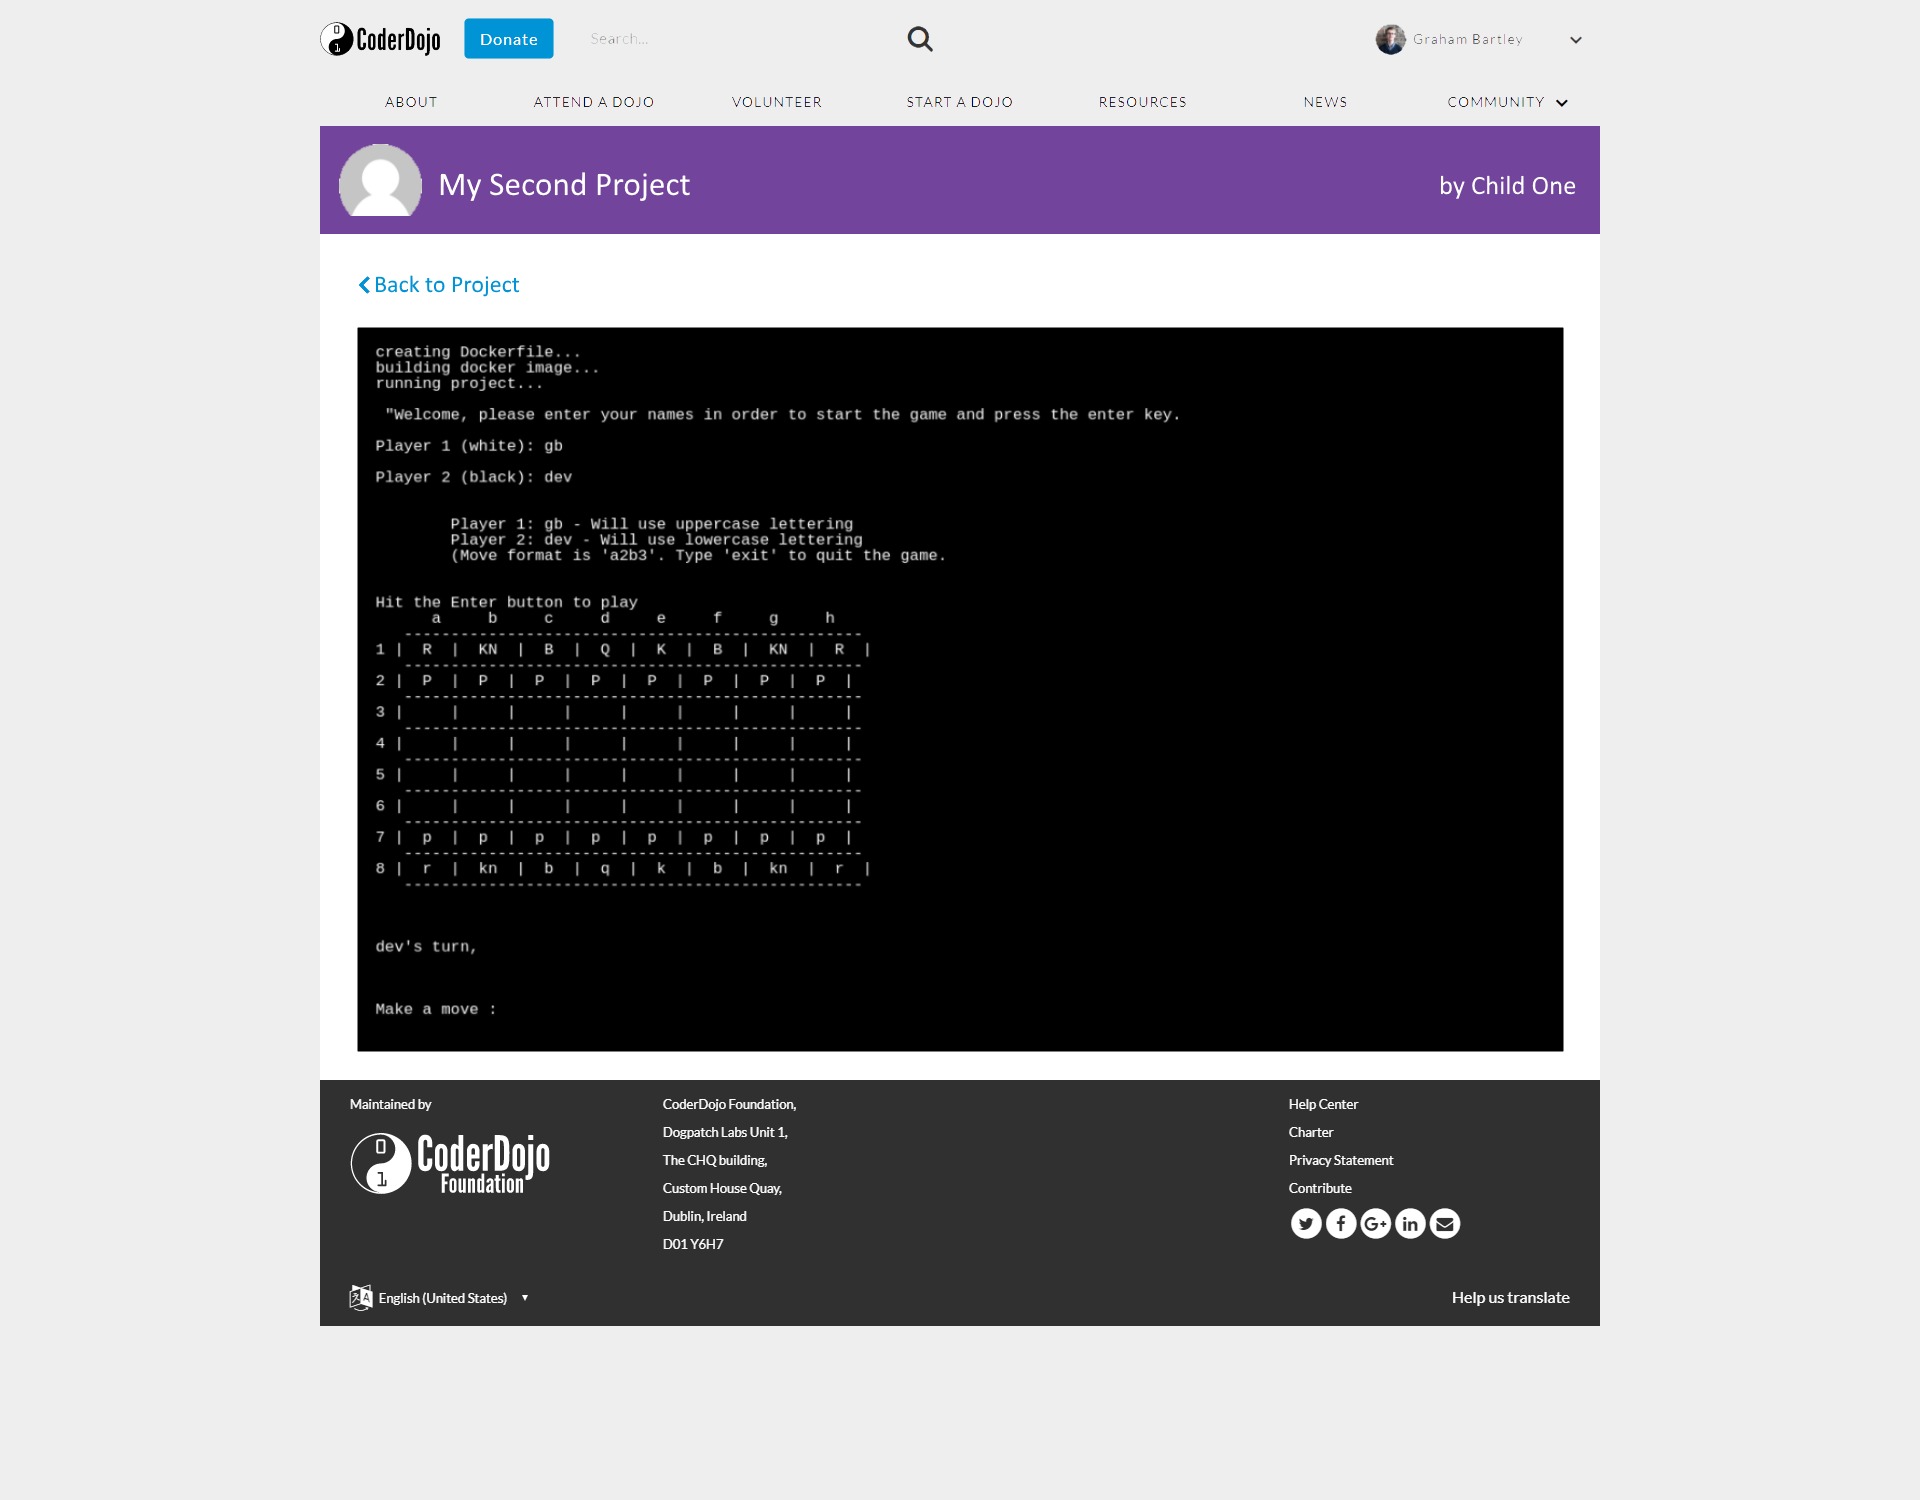 CoderDojo
Donate
Search...
Graham Bartley
ABOUT ATTEND A DOJO VOLUNTEER START A DOJO RESOURCES NEWS COMMUNITY
My Second Project
by Child One
Back to Project
creating Dockerfile...
building docker image...
running project...
"Welcome, please enter your names in order to start the game and press the enter key.
Player 1 (white): gb
Player 2 (black): dev
Player 1: gb - Will use uppercase lettering
Player 2: dev - Will use lowercase lettering
(Move format is 'a2b3'. Type 'exit' to quit the game.
Hit the Enter button to play
a b c d e f g h
-------------------------------------------------
1 | R | KN | B | Q | K | B | KN | R |
-------------------------------------------------
2 | P | P | P | P | P | P | P | P |
-------------------------------------------------
3 | | | | | | | | |
-------------------------------------------------
4 | | | | | | | | |
-------------------------------------------------
5 | | | | | | | | |
-------------------------------------------------
6 | | | | | | | | |
-------------------------------------------------
7 | p | p | p | p | p | p | p | p |
-------------------------------------------------
8 | r | kn | b | q | k | b | kn | r |
-------------------------------------------------
dev's turn,
Make a move :
Maintained by
0
1
CoderDojo
Foundation
CoderDojo Foundation,
Dogpatch Labs Unit 1,
The CHQ building,
Custom House Quay,
Dublin, Ireland
D01 Y6H7
Help Center
Charter
Privacy Statement
Contribute
English (United States)
Help us translate